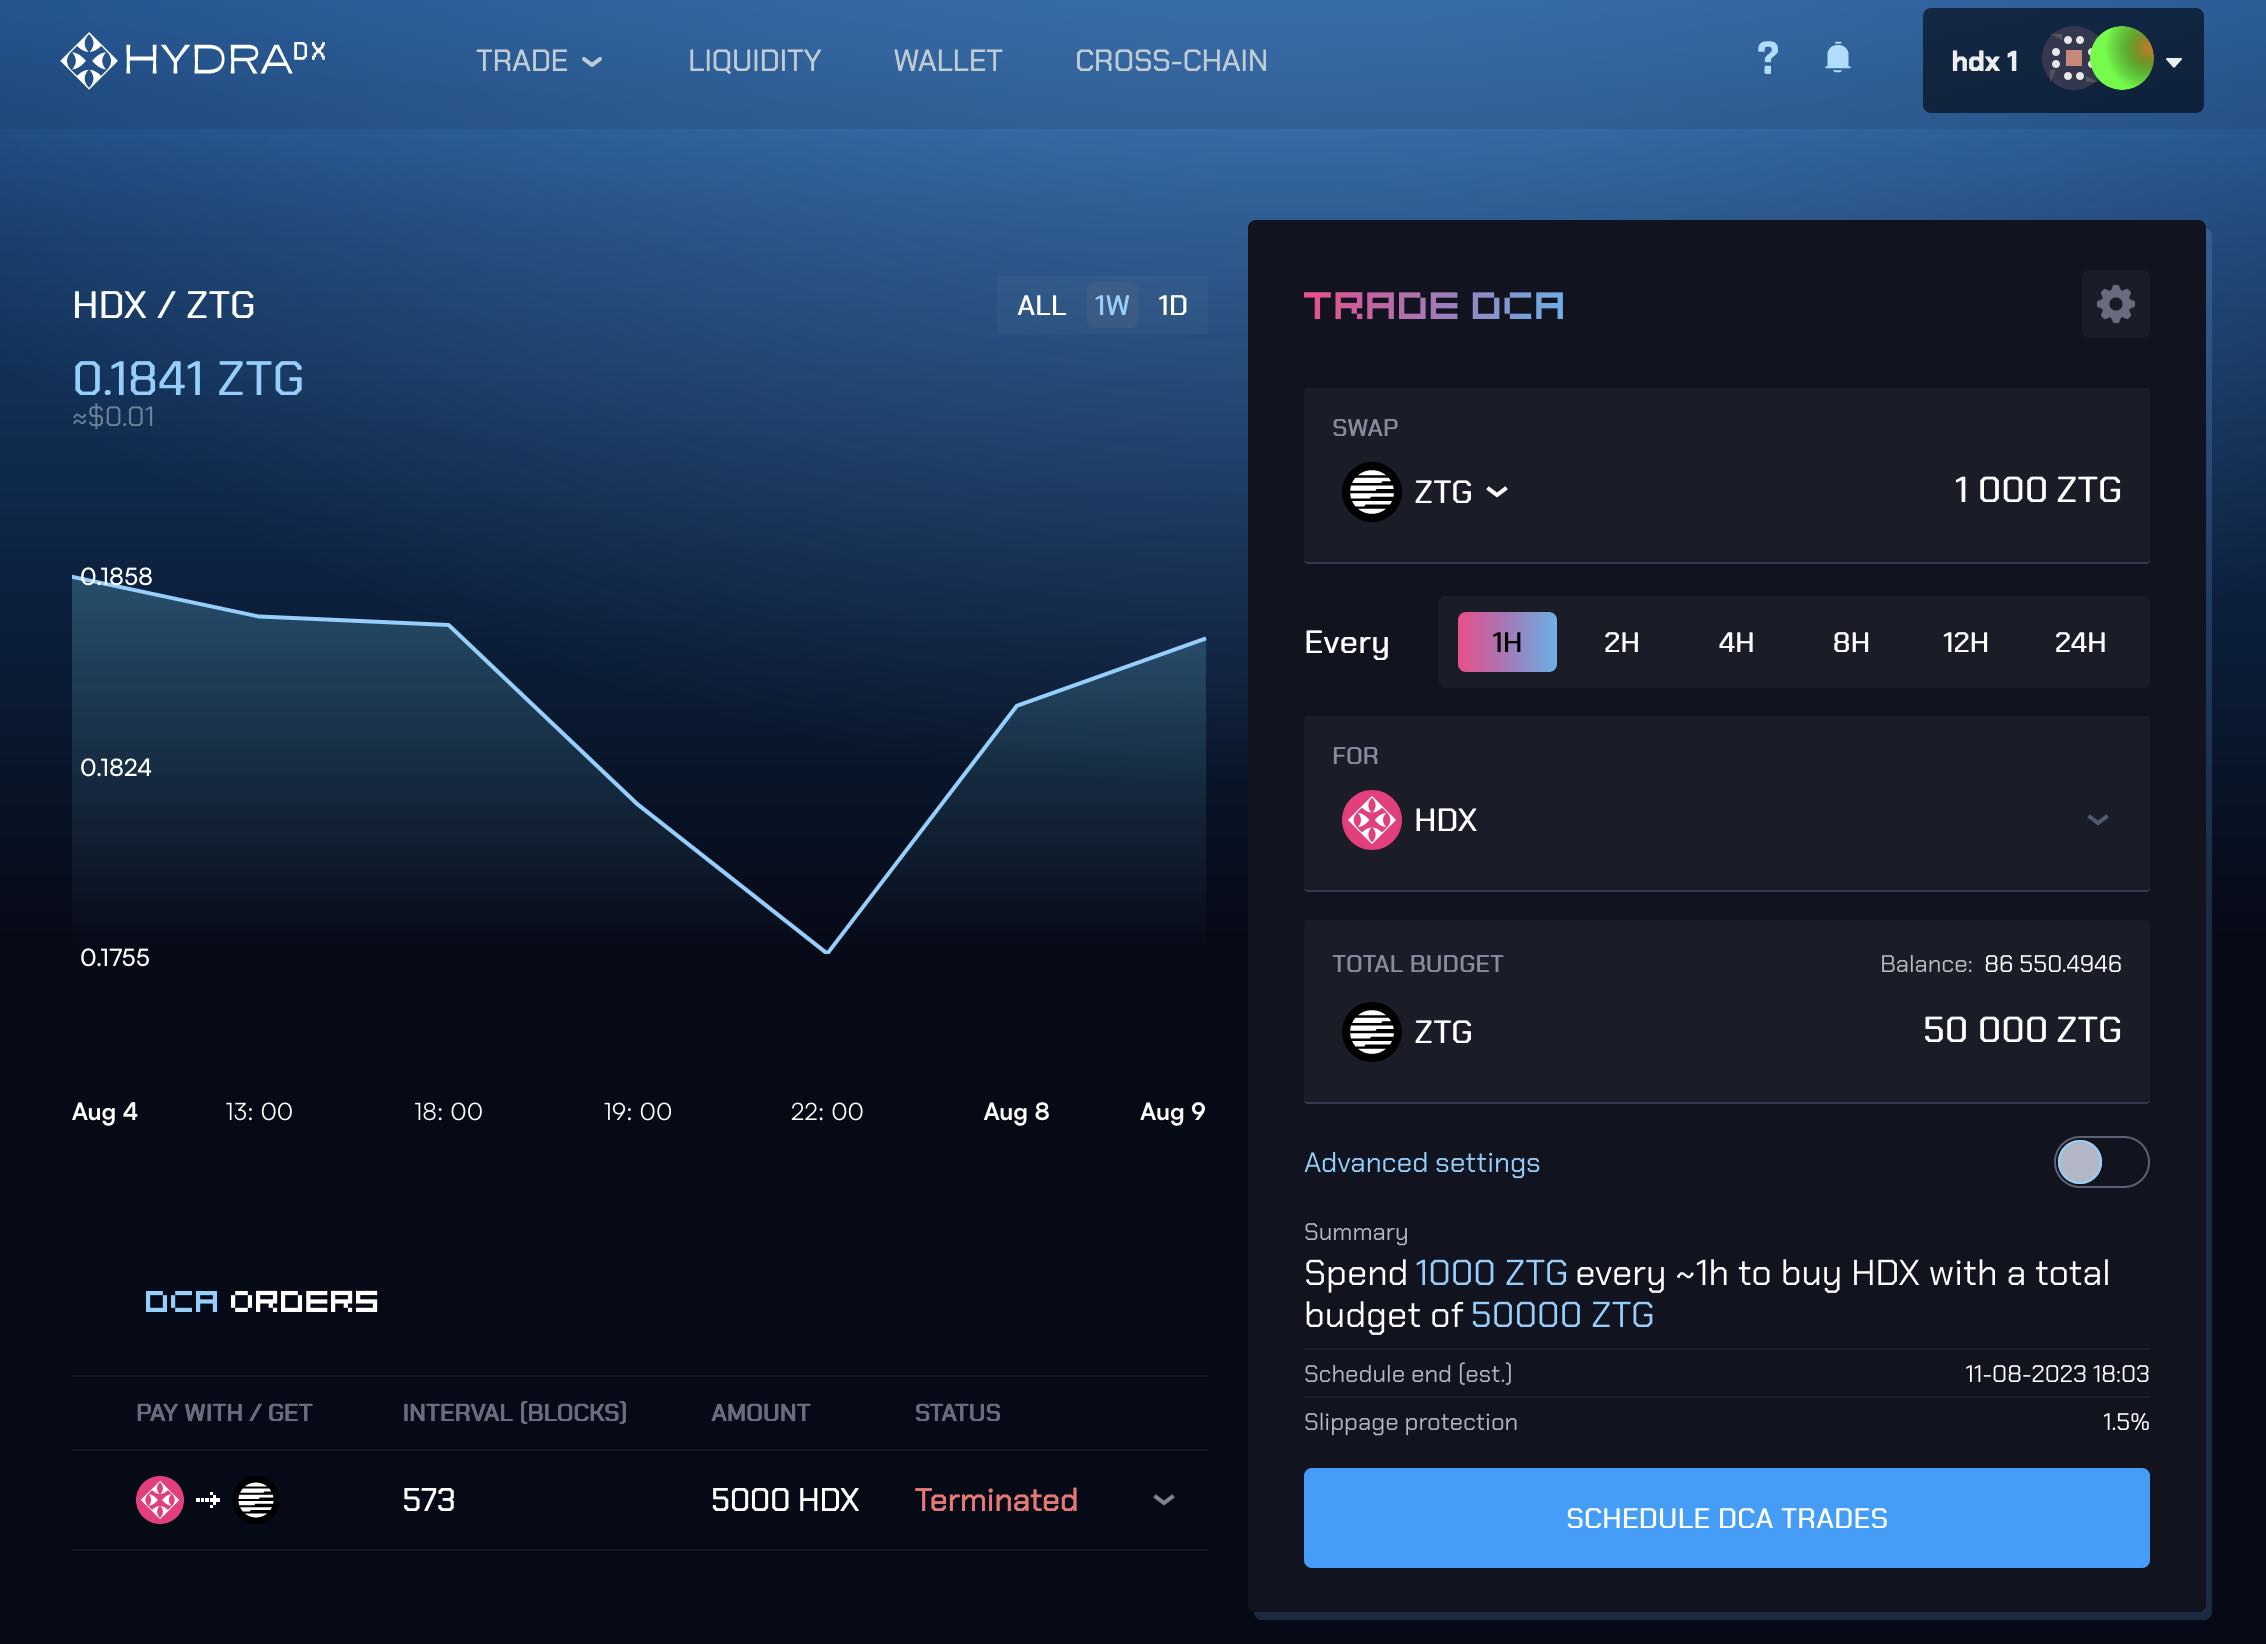 HYDRADX
TRADE LIQUIDITY WALLET CROSS-CHAIN
? hdx 1
HDX / ZTG
ALL 1W 1D
0.1841 ZTG
≈$0.01
0.1858
0.1824
0.1755
Aug 4 13: 00 18: 00 19: 00 22: 00 Aug 8 Aug 9
DCA ORDERS
PAY WITH / GET INTERVAL (BLOCKS) AMOUNT STATUS
573 5000 HDX Terminated
TRADE DCA
SWAP
ZTG 1 000 ZTG
Every 1H 2H 4H 8H 12H 24H
FOR
HDX
TOTAL BUDGET Balance: 86 550.4946
ZTG 50 000 ZTG
Advanced settings
Summary
Spend 1000 ZTG every ~1h to buy HDX with a total
budget of 50000 ZTG
Schedule end (est.) 11-08-2023 18:03
Slippage protection 1.5%
SCHEDULE DCA TRADES